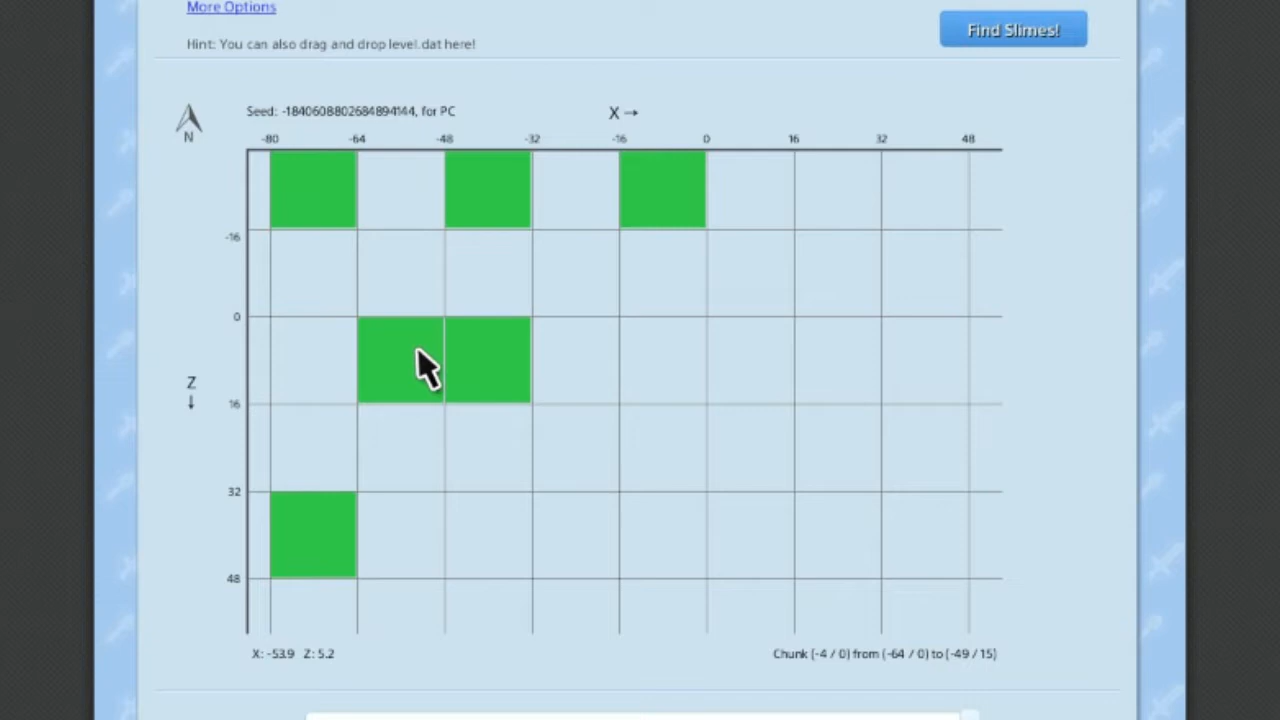 More Options
Find Slimes!
Hint: You can also drag and drop level.dat here!
Seed: -1840608802684894144, for PC
X →
N
-80 -64 -48 -32 -16 0 16 32 48
-16
0
Z
↓
16
32
48
X: -53.9 Z: 5.2
Chunk (-4 / 0) from (-64 / 0) to (-49 / 15)